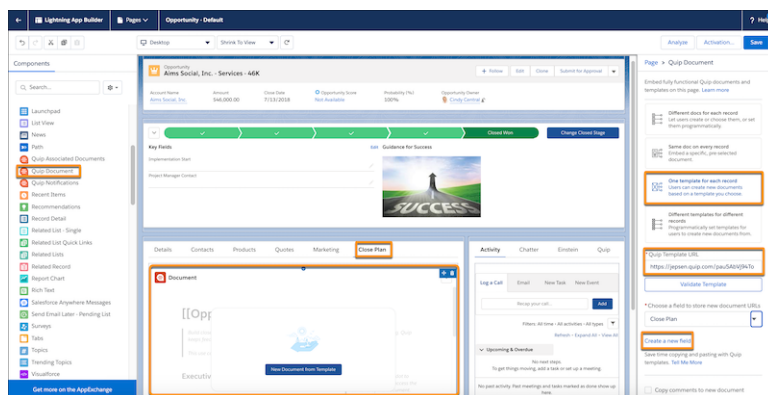 Lightning App Builder
Pages
Opportunity - Default
? Help
Desktop
Shrink To View
Analyze
Activation...
Save
Components
Search...
Launchpad
List View
News
Path
Quip-Associated Documents
Quip Document
Quip-Notifications
Recent Items
Recommendations
Record Detail
Related List - Single
Related List Quick Links
Related Lists
Related Record
Report Chart
Rich Text
Salesforce Anywhere Messages
Send Email Later - Pending List
Surveys
Tabs
Topics
Trending Topics
Visualforce
Get more on the AppExchange
Opportunity
Aims Social, Inc. - Services - 46K
+ Follow
Edit
Clone
Submit for Approval
Account Name
Amount
Close Date
Opportunity Score
Probability (%)
Opportunity Owner
Aims Social, Inc.
$46,000.00
7/13/2018
Not Available
100%
Cindy Central
Closed Won
Change Closed Stage
Key Fields
Edit
Guidance for Success
Implementation Start
Project Manager Contact
SUCCESS
Details
Contacts
Products
Quotes
Marketing
Close Plan
Document
[[Opp
New Document from Template
Executiv
Activity
Chatter
Einstein
Quip
Log a Call
Email
New Task
New Event
Recap your call...
Add
Filters: All time • All activities • All types
Refresh • Expand All • View All
Upcoming & Overdue
No next steps.
To get things moving, add a task or set up a meeting.
No past activity. Past meetings and tasks marked as done show up
here.
Page > Quip Document
Embed fully functional Quip documents and
templates on this page. Learn more
Different docs for each record
Let users create or choose them, or set
them programmatically.
Same doc on every record
Embed a specific, pre-selected
document.
One template for each record
Users can create new documents
based on a template you choose.
Different templates for different
records
Programmatically set templates for
users to create new documents from.
* Quip Template URL
https://jepsen.quip.com/pau5AbVj94To
Validate Template
* Choose a field to store new document URLs
Close Plan
Create a new field
Save time copying and pasting with Quip
templates. Tell Me More
Copy comments to new document